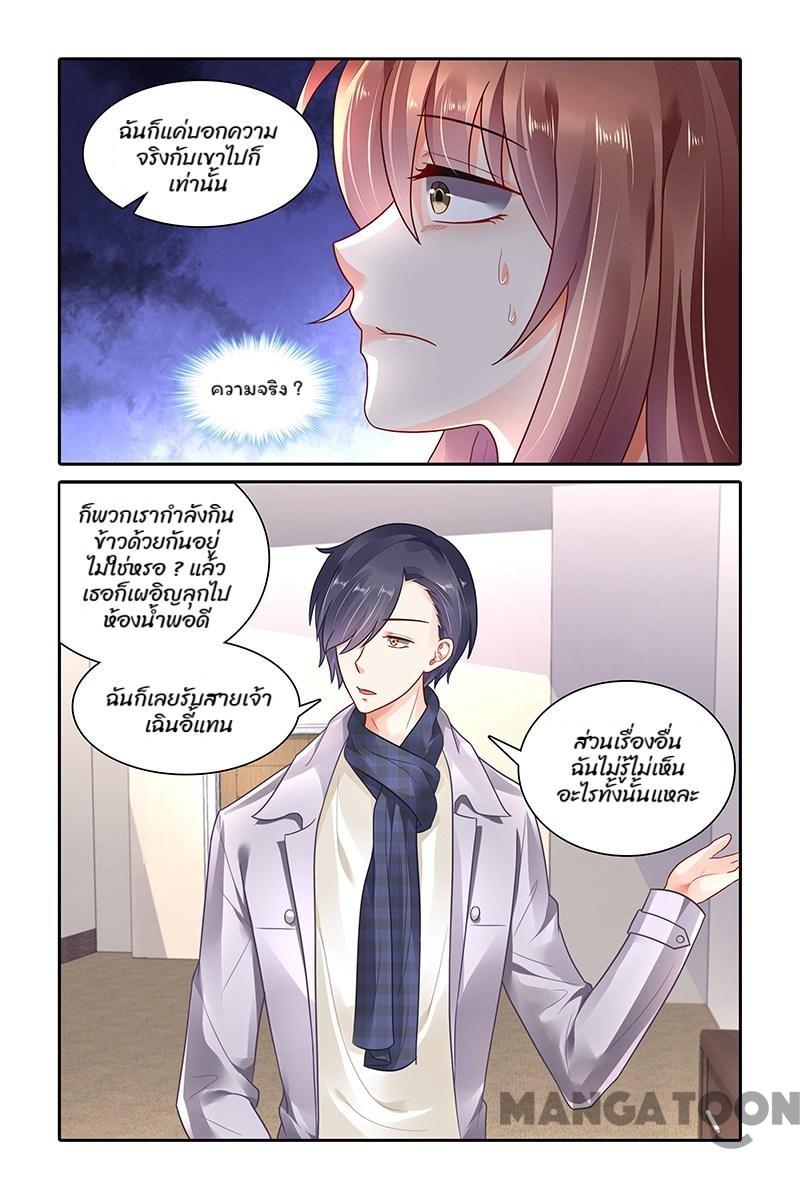 ฉันก็แค่บอกความ
จริงกับเขาไปก็
เท่านั้น
ความจริง ?
ก็พวกเรากำลังกิน
ข้าวด้วยกันอยู่
ไม่ใช่หรอ ? แล้ว
เธอก็เผอิญลุกไป
ห้องน้ำพอดี
ฉันก็เลยรับสายเจ้า
เฉินอี้แทน
ส่วนเรื่องอื่น
ฉันไม่รู้ไม่เห็น
อะไรทั้งนั้นแหละ
MANGATOON